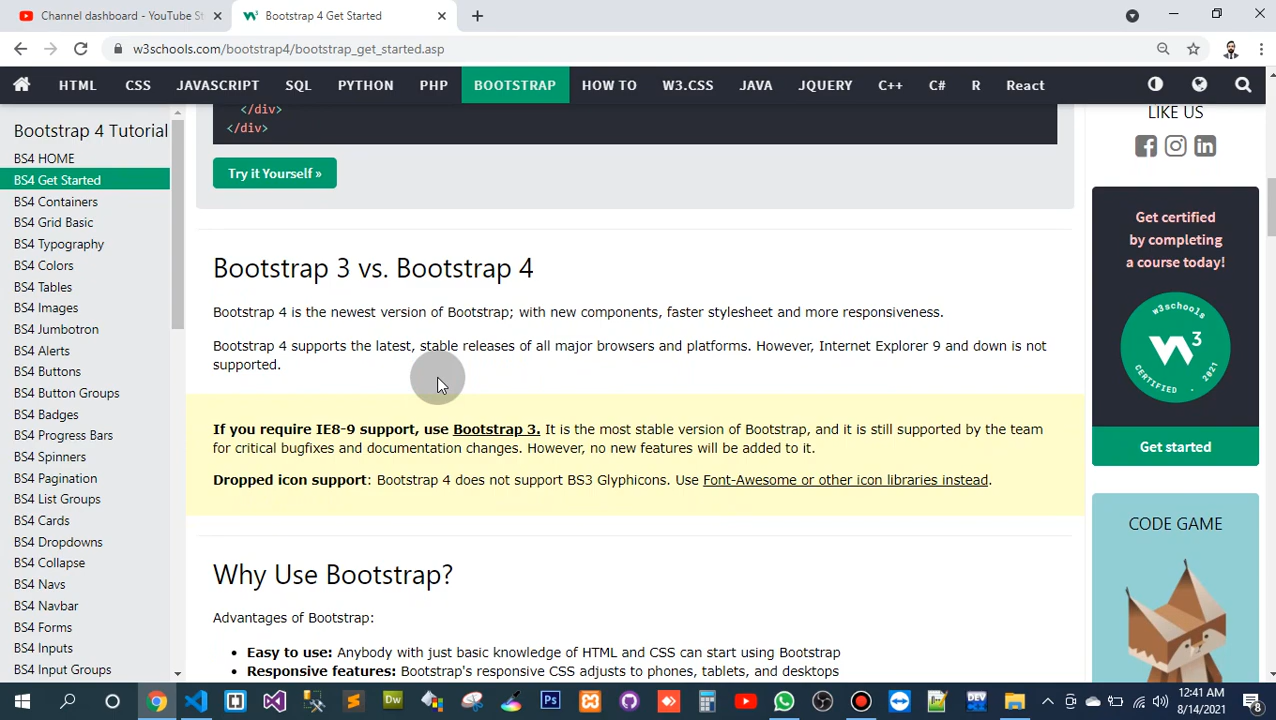 Channel dashboard - YouTube St
Bootstrap 4 Get Started
w3schools.com/bootstrap4/bootstrap_get_started.asp
HTML CSS JAVASCRIPT SQL PYTHON PHP BOOTSTRAP HOW TO W3.CSS JAVA JQUERY C++ C# R React
Bootstrap 4 Tutorial
BS4 HOME
BS4 Get Started
BS4 Containers
BS4 Grid Basic
BS4 Typography
BS4 Colors
BS4 Tables
BS4 Images
BS4 Jumbotron
BS4 Alerts
BS4 Buttons
BS4 Button Groups
BS4 Badges
BS4 Progress Bars
BS4 Spinners
BS4 Pagination
BS4 List Groups
BS4 Cards
BS4 Dropdowns
BS4 Collapse
BS4 Navs
BS4 Navbar
BS4 Forms
BS4 Inputs
BS4 Input Groups
</div>
</div>
Try it Yourself »
Bootstrap 3 vs. Bootstrap 4
Bootstrap 4 is the newest version of Bootstrap; with new components, faster stylesheet and more responsiveness.
Bootstrap 4 supports the latest, stable releases of all major browsers and platforms. However, Internet Explorer 9 and down is not
supported.
If you require IE8-9 support, use Bootstrap 3. It is the most stable version of Bootstrap, and it is still supported by the team
for critical bugfixes and documentation changes. However, no new features will be added to it.
Dropped icon support: Bootstrap 4 does not support BS3 Glyphicons. Use Font-Awesome or other icon libraries instead.
Why Use Bootstrap?
Advantages of Bootstrap:
• Easy to use: Anybody with just basic knowledge of HTML and CSS can start using Bootstrap
• Responsive features: Bootstrap's responsive CSS adjusts to phones, tablets, and desktops
LIKE US
Get certified
by completing
a course today!
w3schools
W3
CERTIFIED . 2021
Get started
CODE GAME
Dw
Ps
DEV
12:41 AM
8/14/2021
8